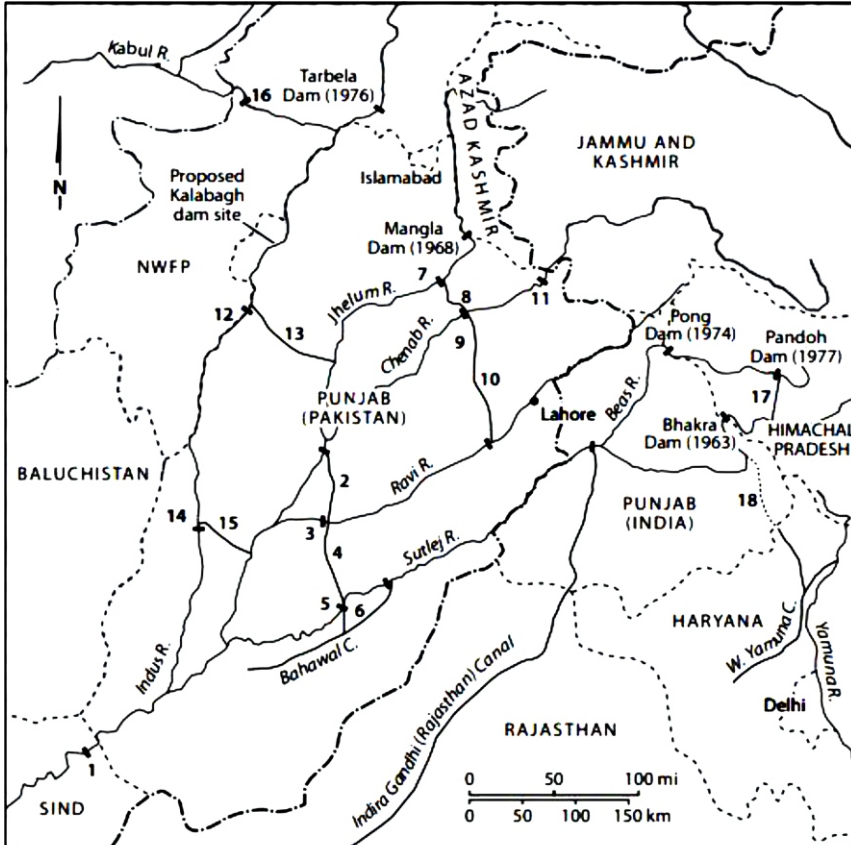 Kabul R.
16
Tarbela
Dam (1976)
AZAD KASHMIR
JAMMU AND
KASHMIR
N
Proposed
Kalabagh
dam site
Islamabad
Mangla
Dam (1968)
NWFP
7
8
11
12
13
Jhelum R.
Chenab R.
9
10
Pong
Dam (1974)
Pandoh
Dam (1977)
17
PUNJAB
(PAKISTAN)
Lahore
Beas R.
Bhakra
Dam (1963)
HIMACHAL
PRADESH
BALUCHISTAN
2
Ravi R.
PUNJAB
(INDIA)
18
14
15
3
4
Sutlej R.
5
6
HARYANA
W. Yamuna C.
Yamuna R.
Indus R.
Bahawal C.
Indira Gandhi (Rajasthan) Canal
Delhi
RAJASTHAN
1
SIND
0 50 100 mi
0 50 100 150 km